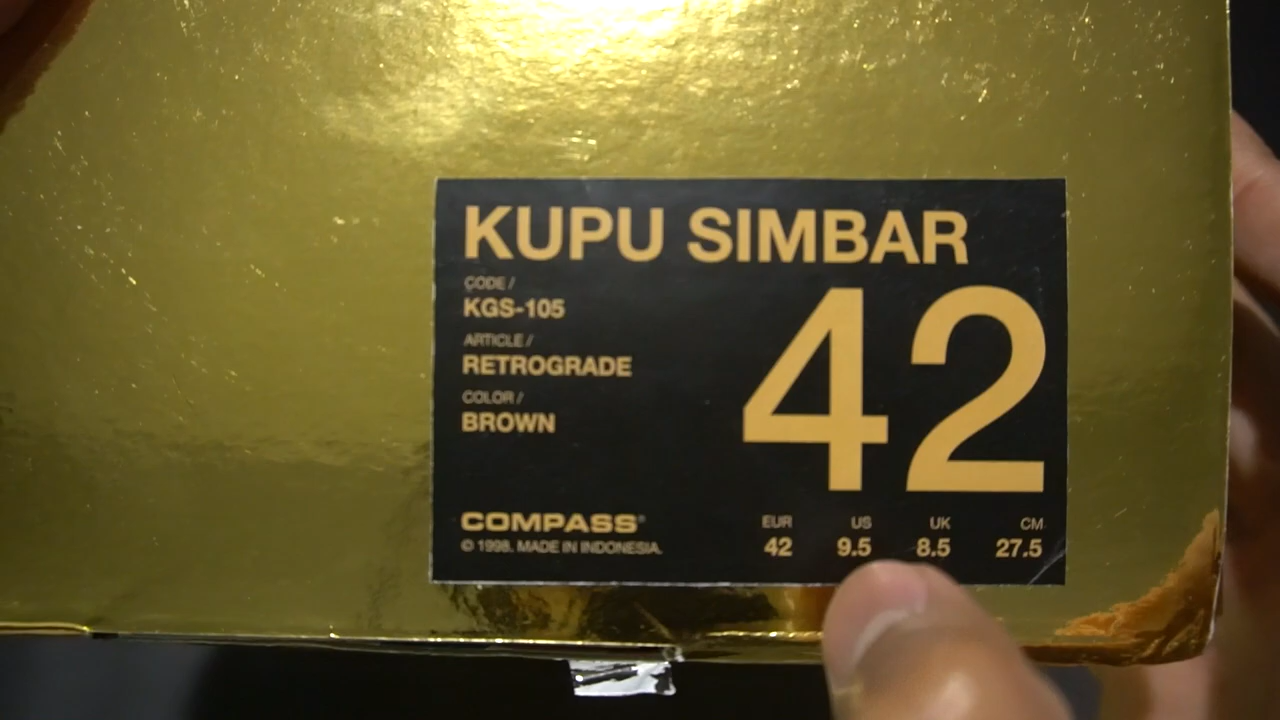 KUPU SIMBAR
CODE /
KGS-105
ARTICLE /
RETROGRADE
COLOR /
BROWN
42
COMPASS®
© 1998. MADE IN INDONESIA.
EUR US UK CM
42 9.5 8.5 27.5